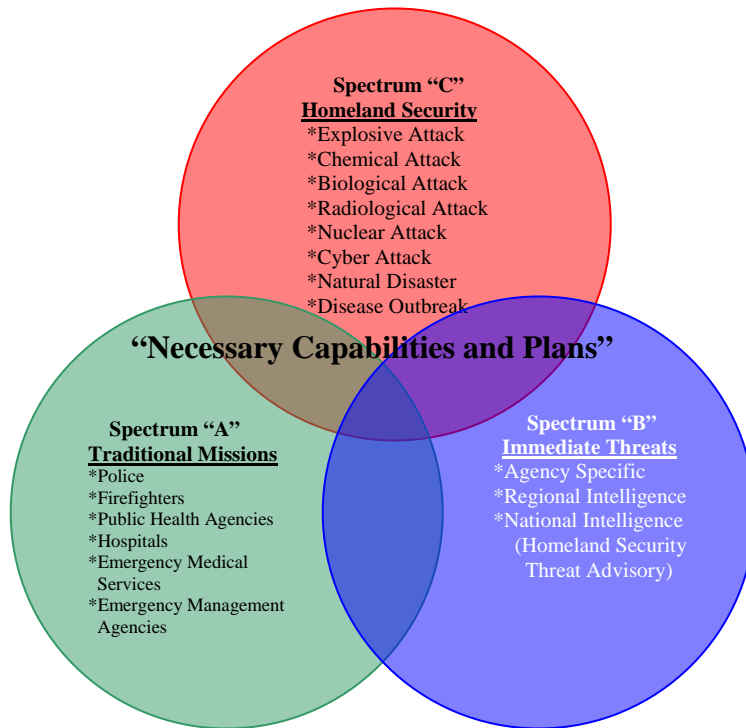 Spectrum “C”
Homeland Security
*Explosive Attack
*Chemical Attack
*Biological Attack
*Radiological Attack
*Nuclear Attack
*Cyber Attack
*Natural Disaster
*Disease Outbreak
“Necessary Capabilities and Plans”
Spectrum “A”
Traditional Missions
*Police
*Firefighters
*Public Health Agencies
*Hospitals
*Emergency Medical
Services
*Emergency Management
Agencies
Spectrum “B”
Immediate Threats
*Agency Specific
*Regional Intelligence
*National Intelligence
(Homeland Security
Threat Advisory)